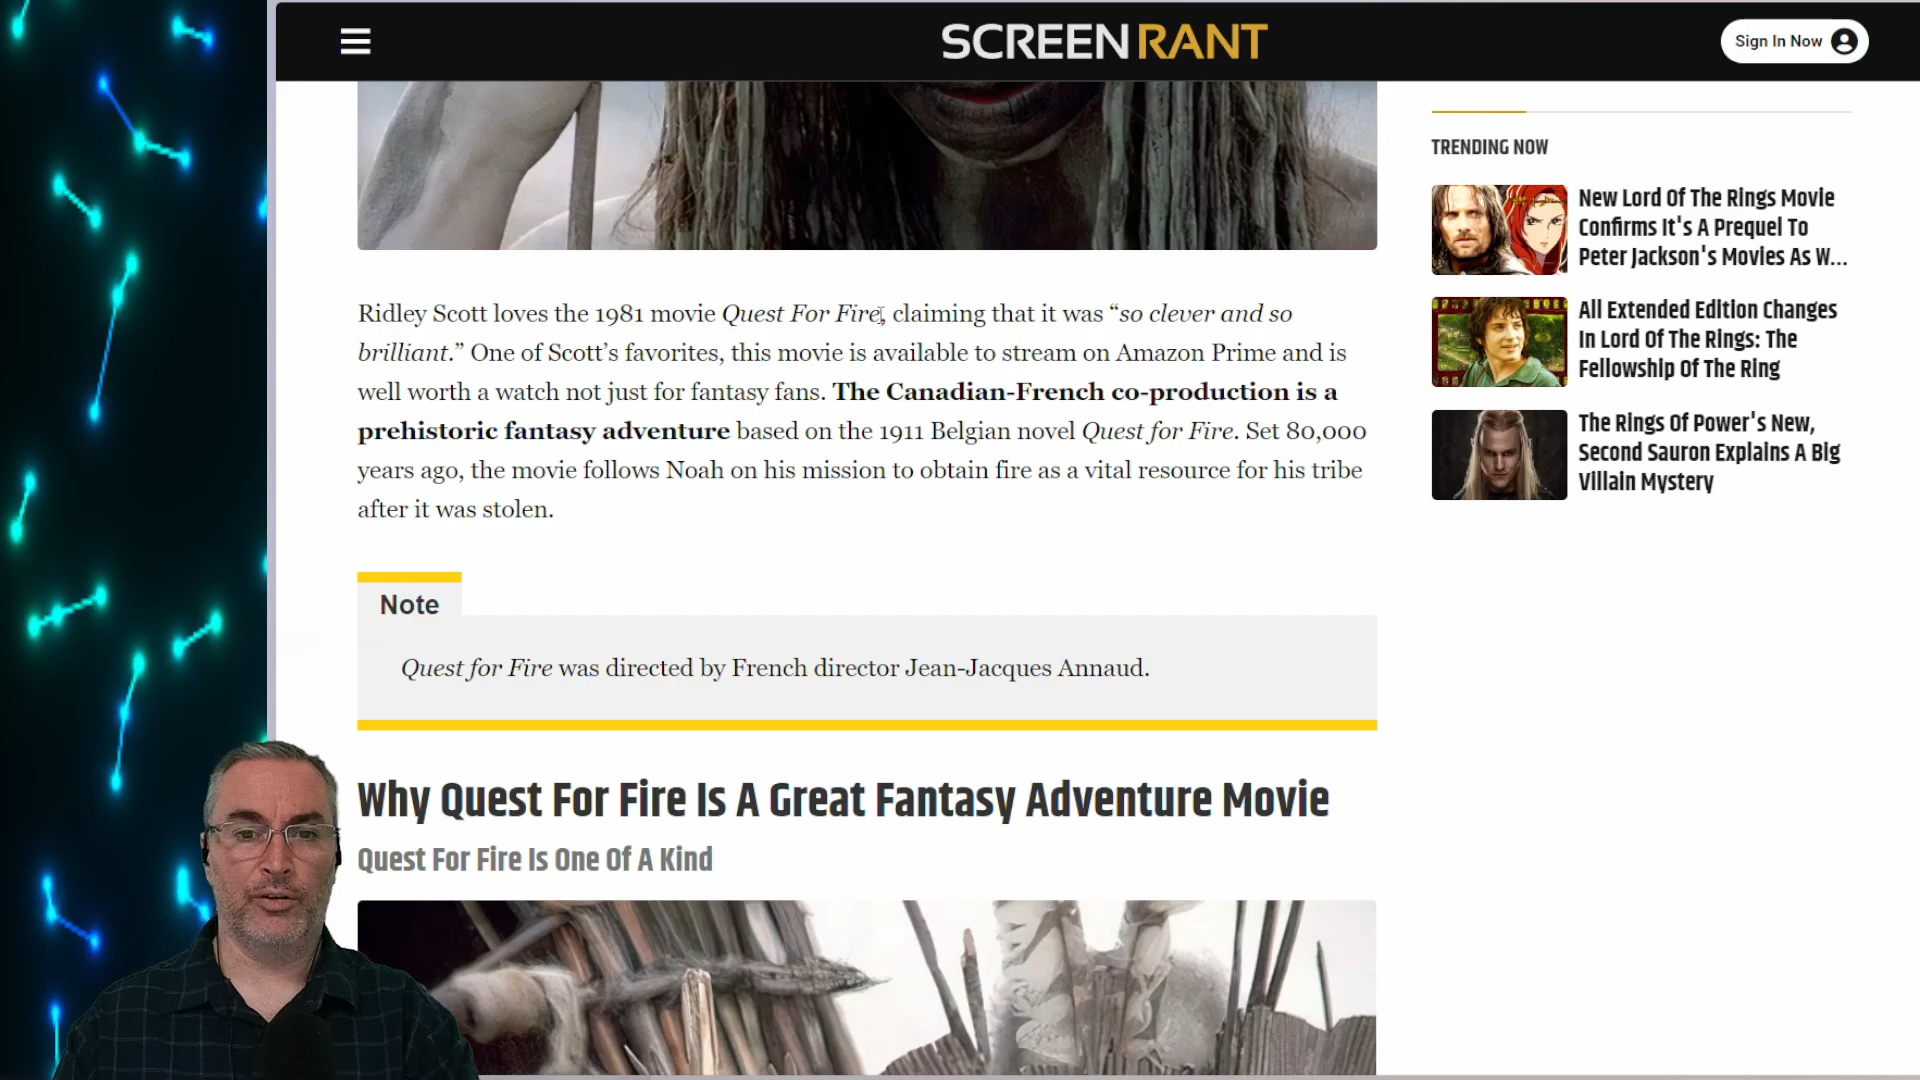 SCREENRANT
Sign In Now
Ridley Scott loves the 1981 movie Quest For Fire, claiming that it was “so clever and so
brilliant.” One of Scott’s favorites, this movie is available to stream on Amazon Prime and is
well worth a watch not just for fantasy fans. The Canadian-French co-production is a
prehistoric fantasy adventure based on the 1911 Belgian novel Quest for Fire. Set 80,000
years ago, the movie follows Noah on his mission to obtain fire as a vital resource for his tribe
after it was stolen.
Note
Quest for Fire was directed by French director Jean-Jacques Annaud.
Why Quest For Fire Is A Great Fantasy Adventure Movie
Quest For Fire Is One Of A Kind
TRENDING NOW
New Lord Of The Rings Movie
Confirms It's A Prequel To
Peter Jackson's Movies As W...
All Extended Edition Changes
In Lord Of The Rings: The
Fellowship Of The Ring
The Rings Of Power's New,
Second Sauron Explains A Big
Villain Mystery